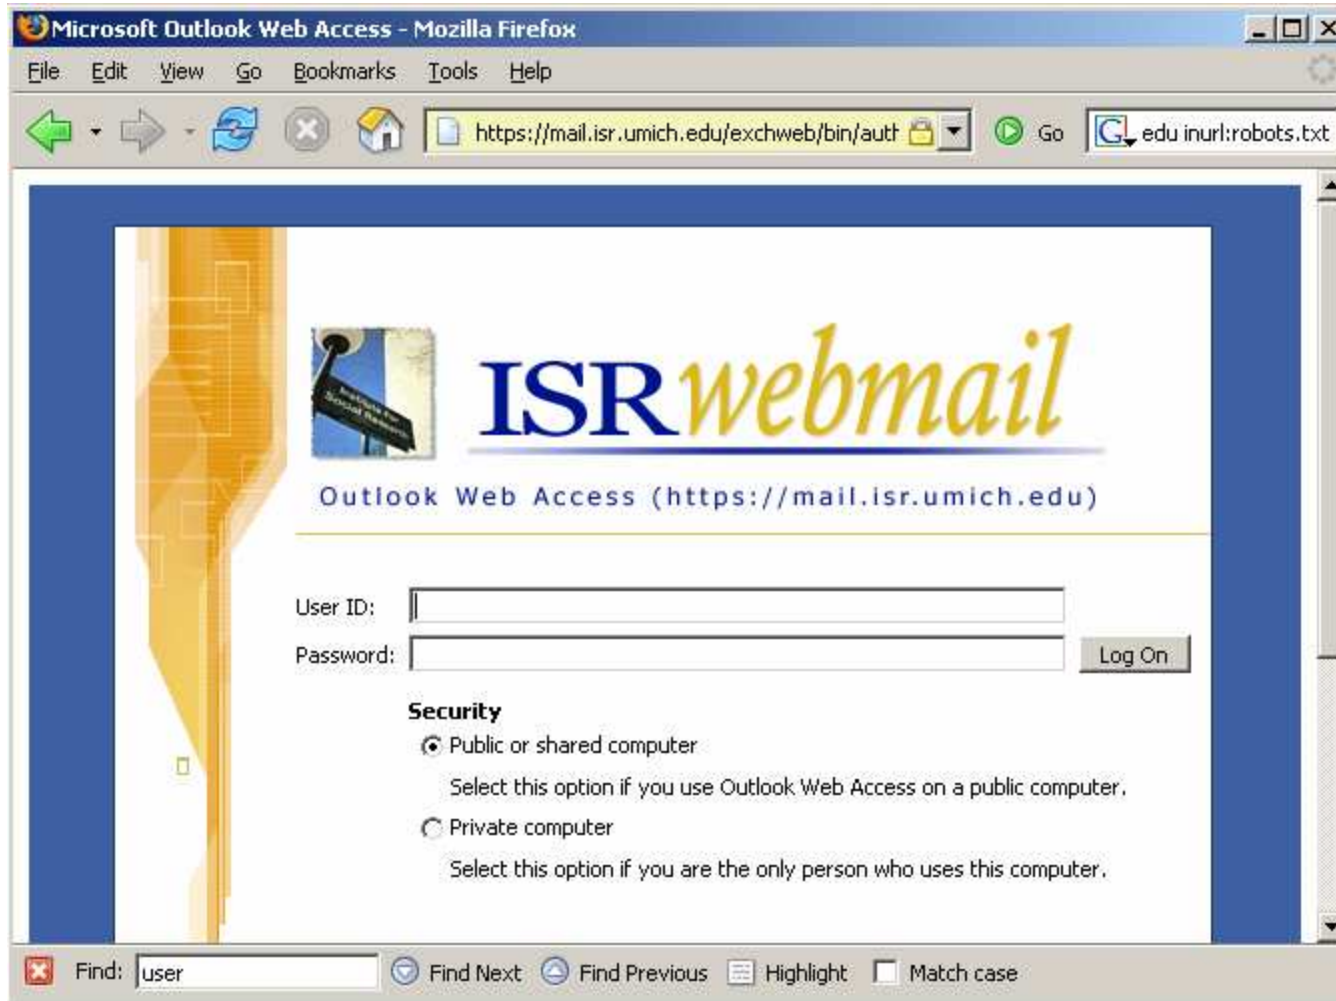 Microsoft Outlook Web Access - Mozilla Firefox
File Edit View Go Bookmarks Tools Help
https://mail.isr.umich.edu/exchweb/bin/auth Go edu inurl:robots.txt
Institute For
Social Research
ISRwebmail
Outlook Web Access (https://mail.isr.umich.edu)
User ID:
Password: Log On
Security
Public or shared computer
Select this option if you use Outlook Web Access on a public computer.
Private computer
Select this option if you are the only person who uses this computer.
Find: user Find Next Find Previous Highlight Match case